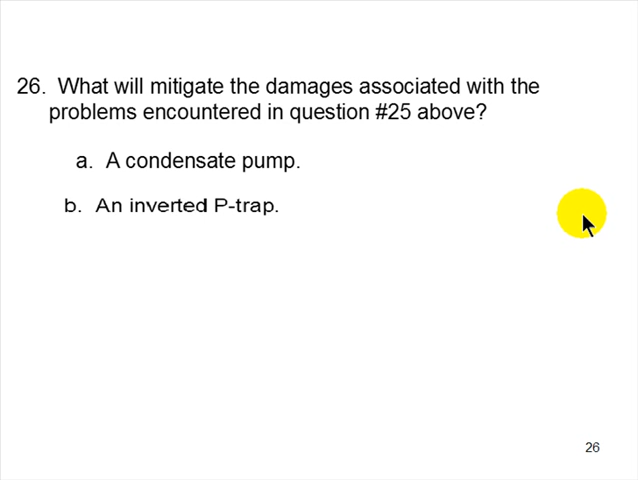 26. What will mitigate the damages associated with the
problems encountered in question #25 above?
a. A condensate pump.
b. An inverted P-trap.
26